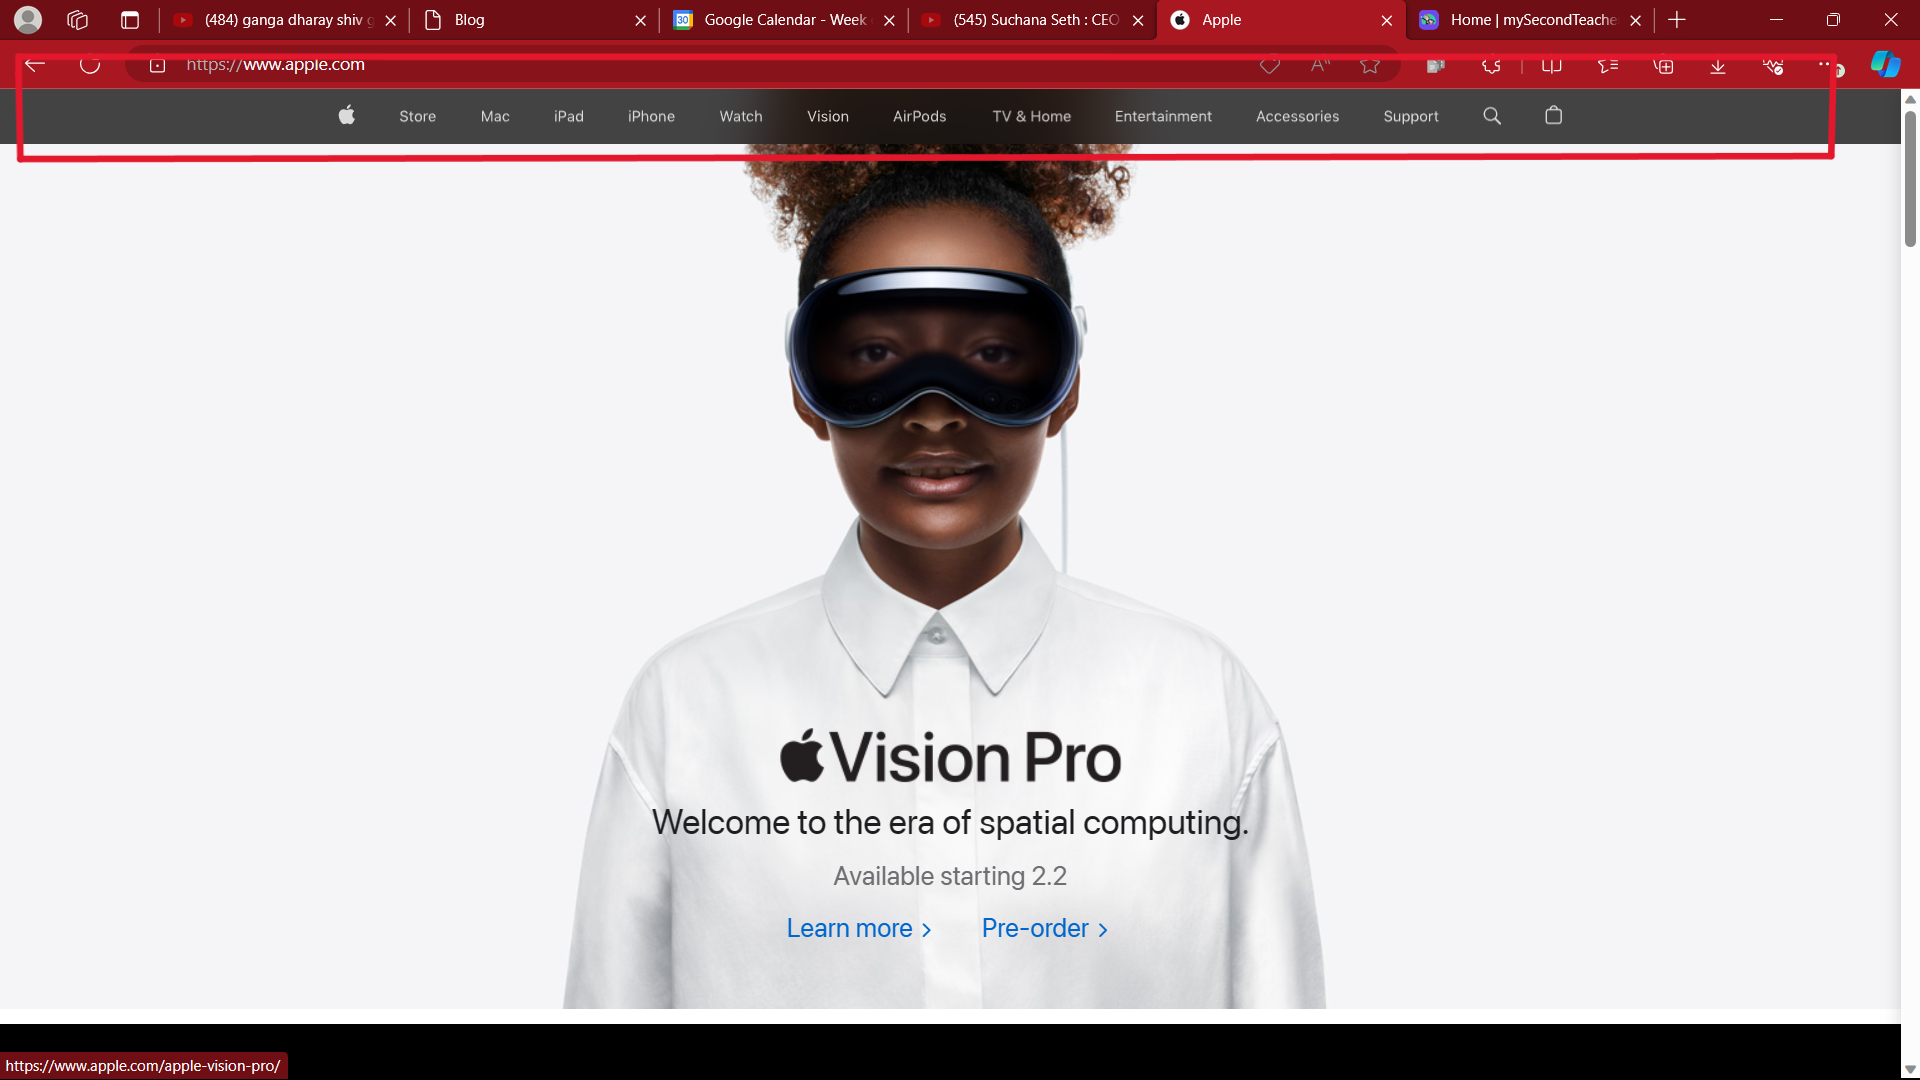 (484) ganga dharay shiv g
Blog
Google Calendar - Week
(545) Suchana Seth : CEO
Apple
Home | mySecondTeache
https://www.apple.com
Store Mac iPad iPhone Watch Vision AirPods TV & Home Entertainment Accessories Support
Vision Pro
Welcome to the era of spatial computing.
Available starting 2.2
Learn more >
Pre-order >
https://www.apple.com/apple-vision-pro/